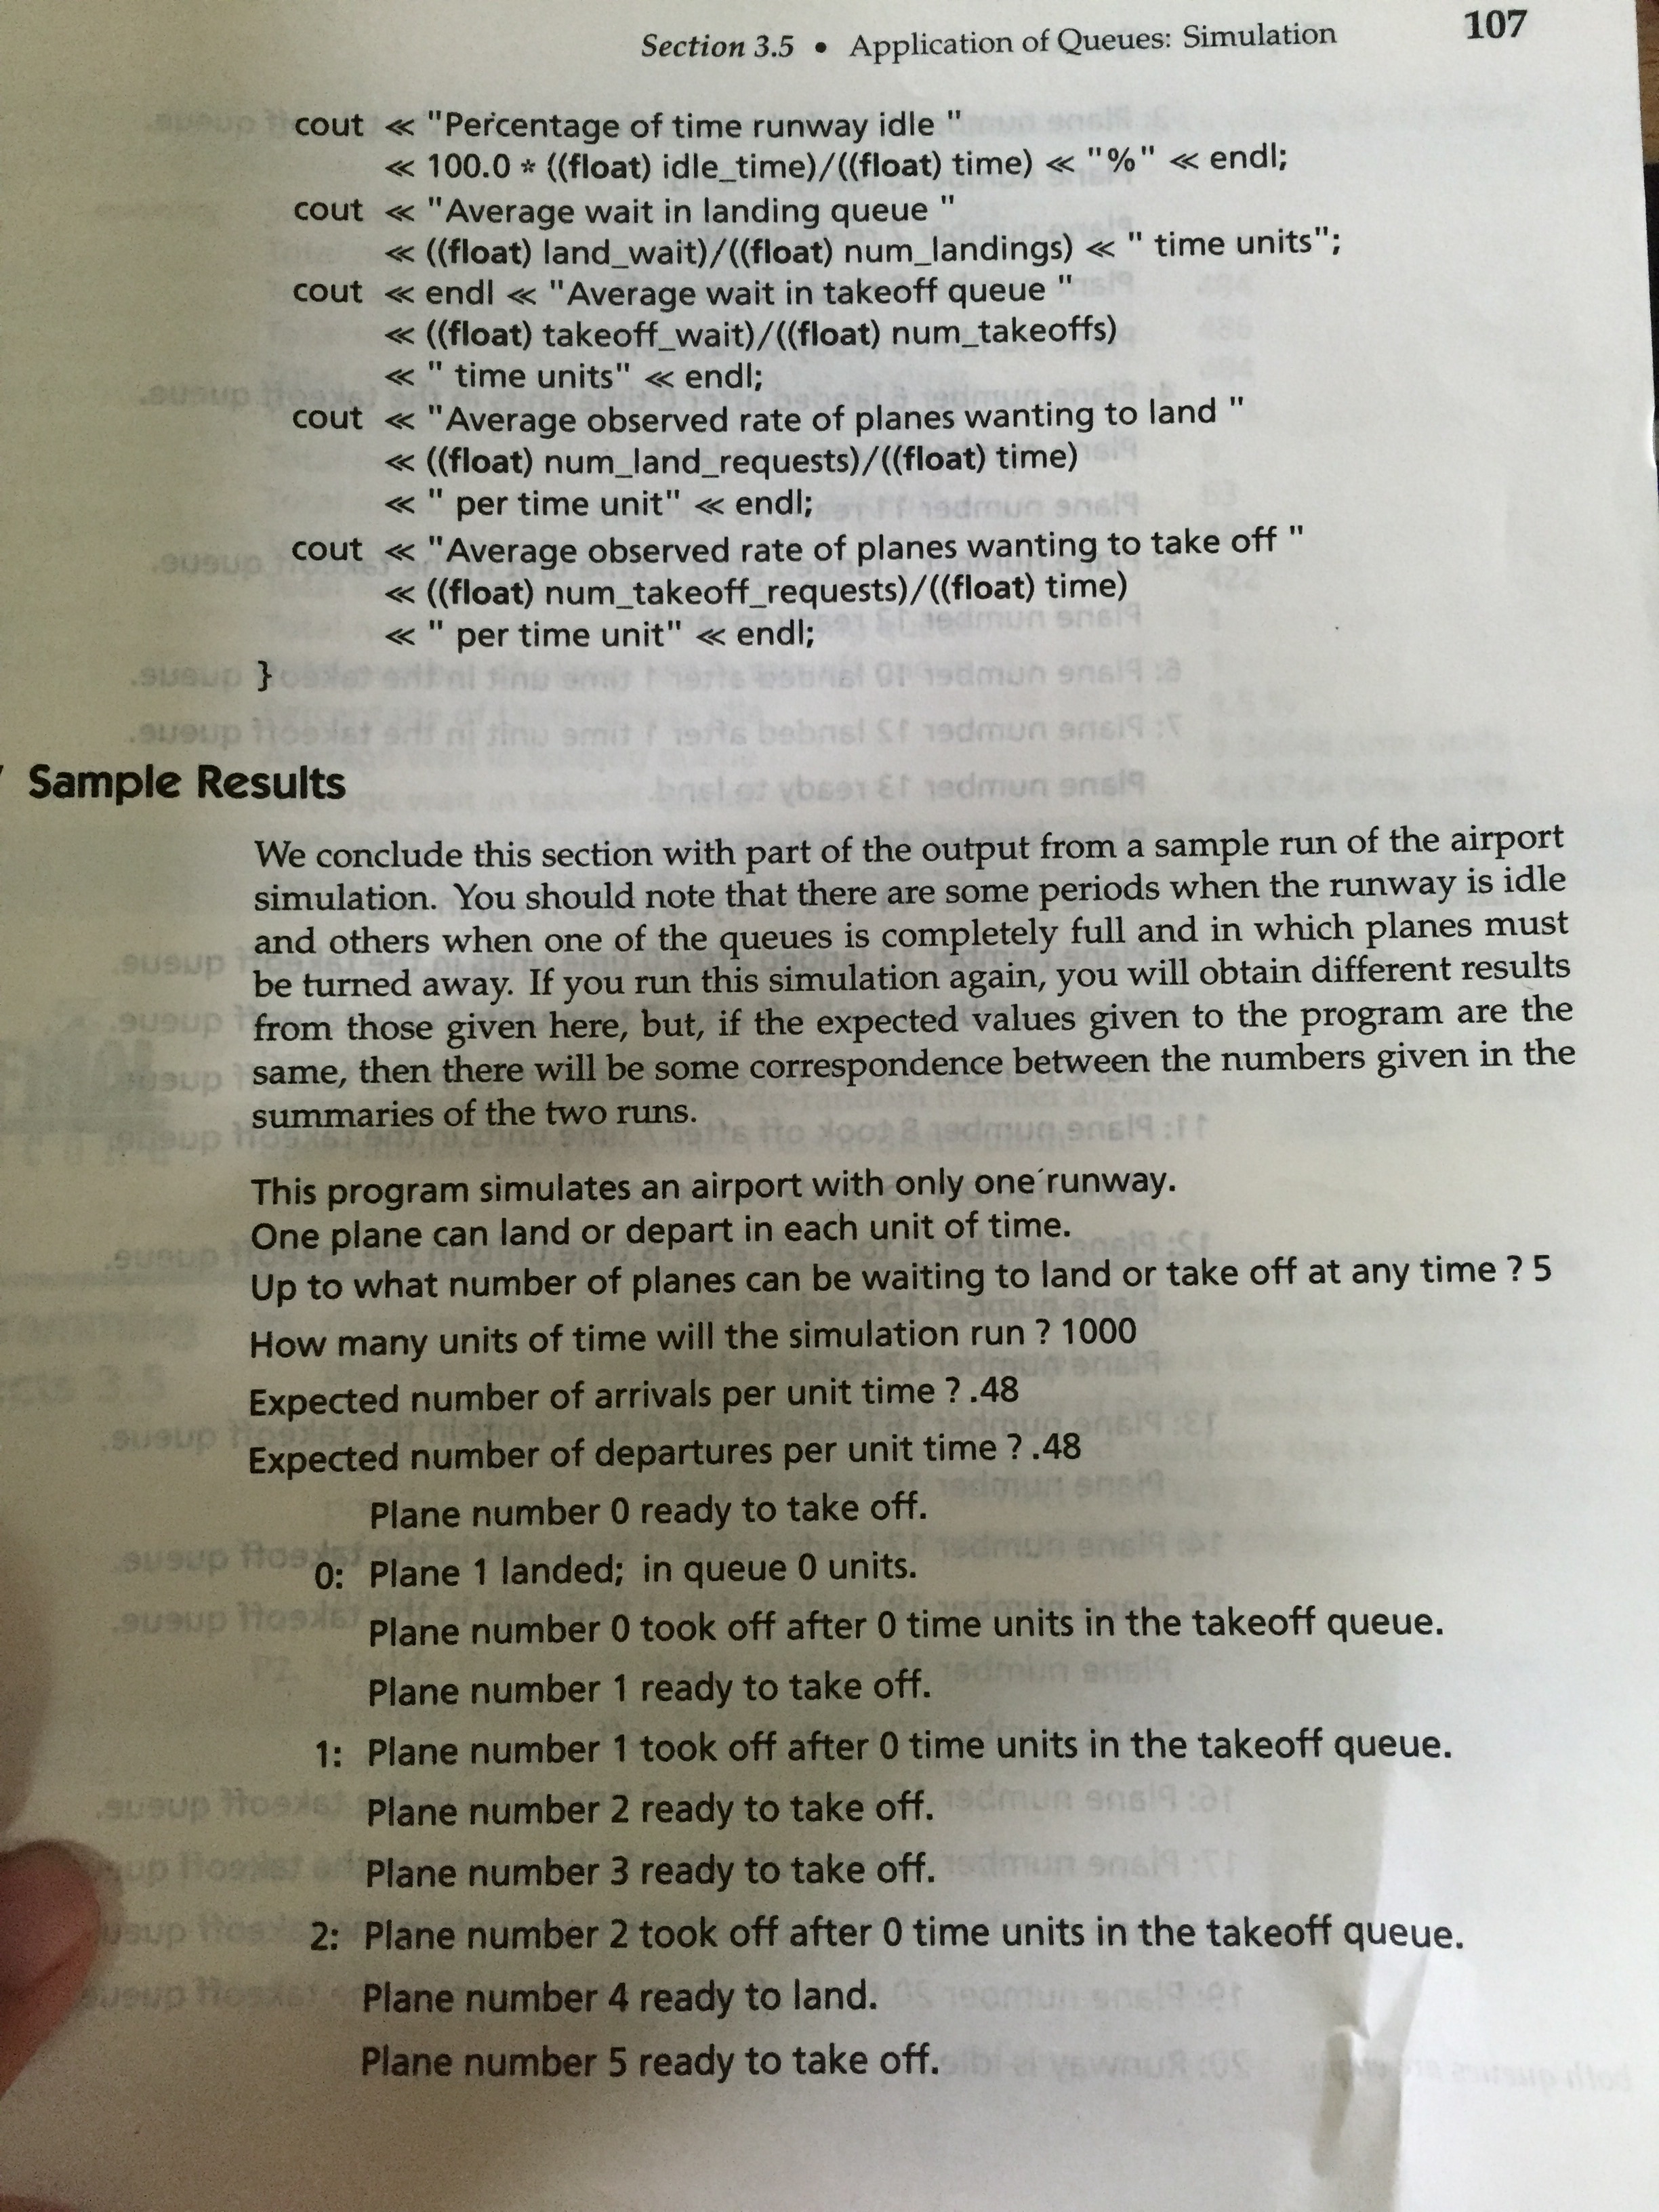 Section 3.5 • Application of Queues: Simulation 107
cout << "Percentage of time runway idle "
<< 100.0 * ((float) idle_time)/((float) time) << "%" << endl;
cout << "Average wait in landing queue "
<< ((float) land_wait)/((float) num_landings) << " time units";
cout << endl << "Average wait in takeoff queue "
<< ((float) takeoff_wait)/((float) num_takeoffs)
<< " time units" << endl;
cout << "Average observed rate of planes wanting to land "
<< ((float) num_land_requests)/((float) time)
<< " per time unit" << endl;
cout << "Average observed rate of planes wanting to take off "
<< ((float) num_takeoff_requests)/((float) time)
<< " per time unit" << endl;
}
Sample Results
We conclude this section with part of the output from a sample run of the airport
simulation. You should note that there are some periods when the runway is idle
and others when one of the queues is completely full and in which planes must
be turned away. If you run this simulation again, you will obtain different results
from those given here, but, if the expected values given to the program are the
same, then there will be some correspondence between the numbers given in the
summaries of the two runs.
This program simulates an airport with only one runway.
One plane can land or depart in each unit of time.
Up to what number of planes can be waiting to land or take off at any time ? 5
How many units of time will the simulation run ? 1000
Expected number of arrivals per unit time ? .48
Expected number of departures per unit time ? .48
Plane number 0 ready to take off.
0: Plane 1 landed; in queue 0 units.
Plane number 0 took off after 0 time units in the takeoff queue.
Plane number 1 ready to take off.
1: Plane number 1 took off after 0 time units in the takeoff queue.
Plane number 2 ready to take off.
Plane number 3 ready to take off.
2: Plane number 2 took off after 0 time units in the takeoff queue.
Plane number 4 ready to land.
Plane number 5 ready to take off.